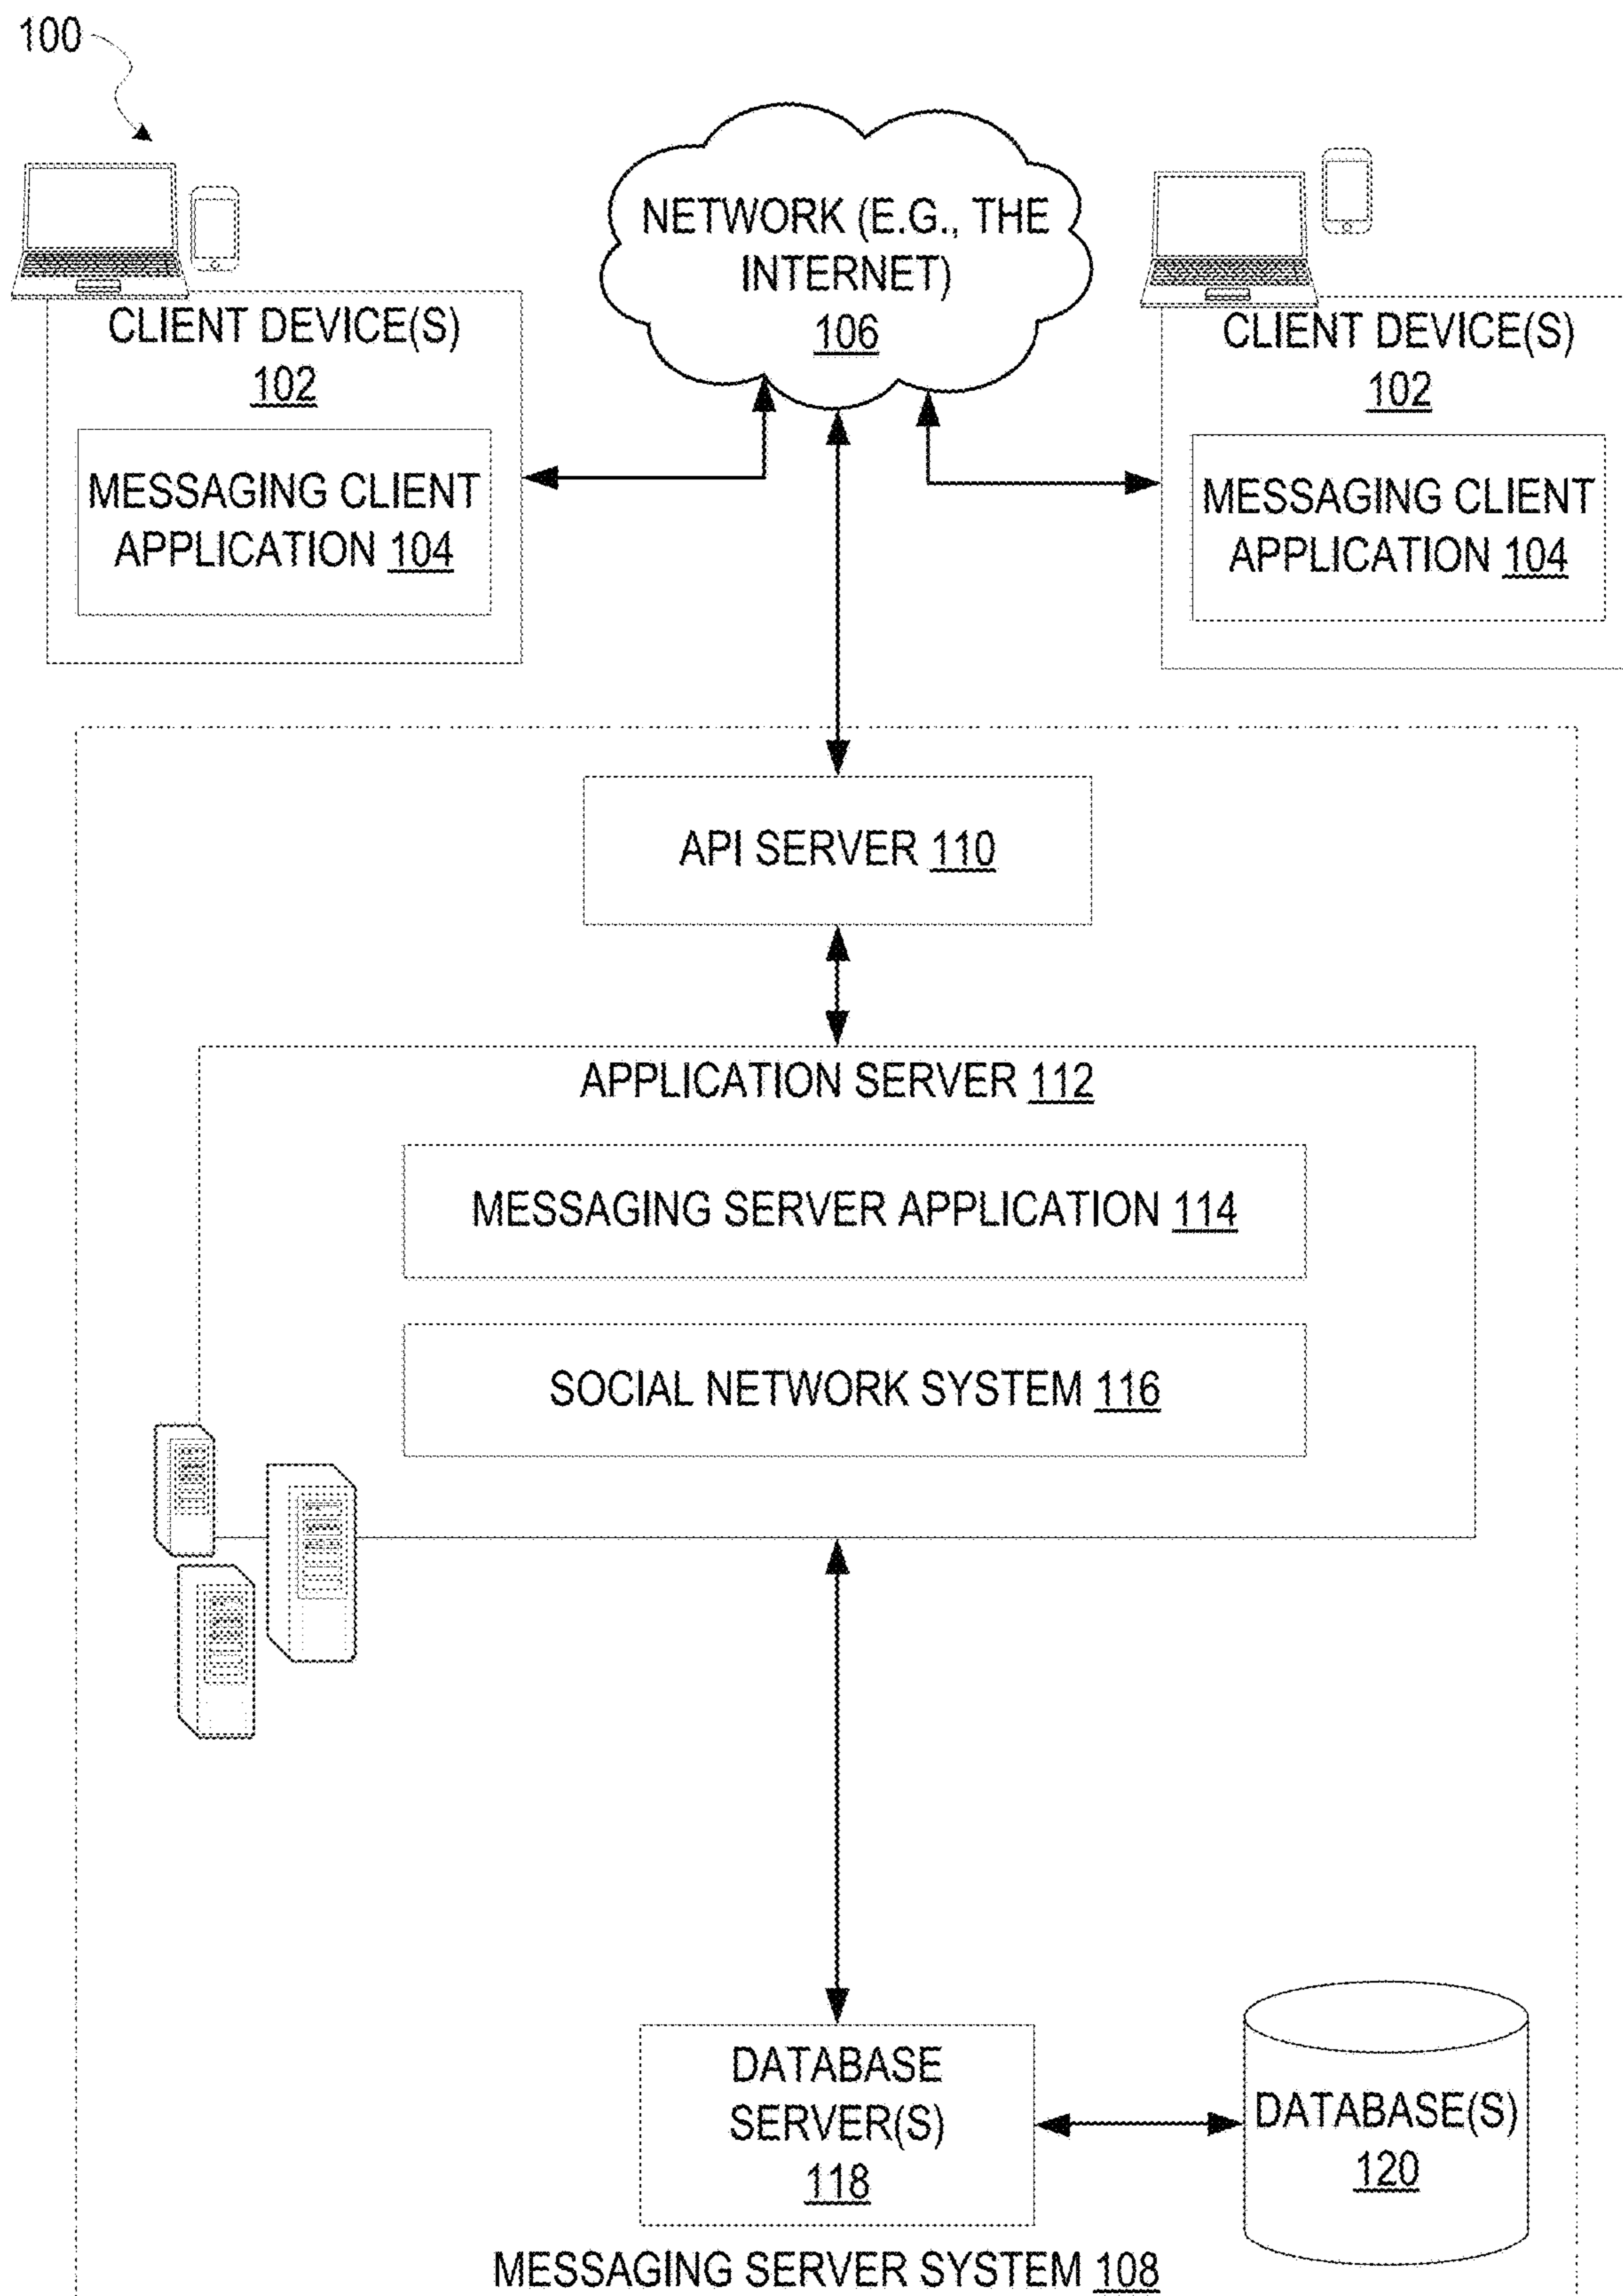 100
NETWORK (E.G., THE
INTERNET)
106
CLIENT DEVICE(S)
102
MESSAGING CLIENT
APPLICATION 104
CLIENT DEVICE(S)
102
MESSAGING CLIENT
APPLICATION 104
API SERVER 110
APPLICATION SERVER 112
MESSAGING SERVER APPLICATION 114
SOCIAL NETWORK SYSTEM 116
DATABASE
SERVER(S)
118
DATABASE(S)
120
MESSAGING SERVER SYSTEM 108